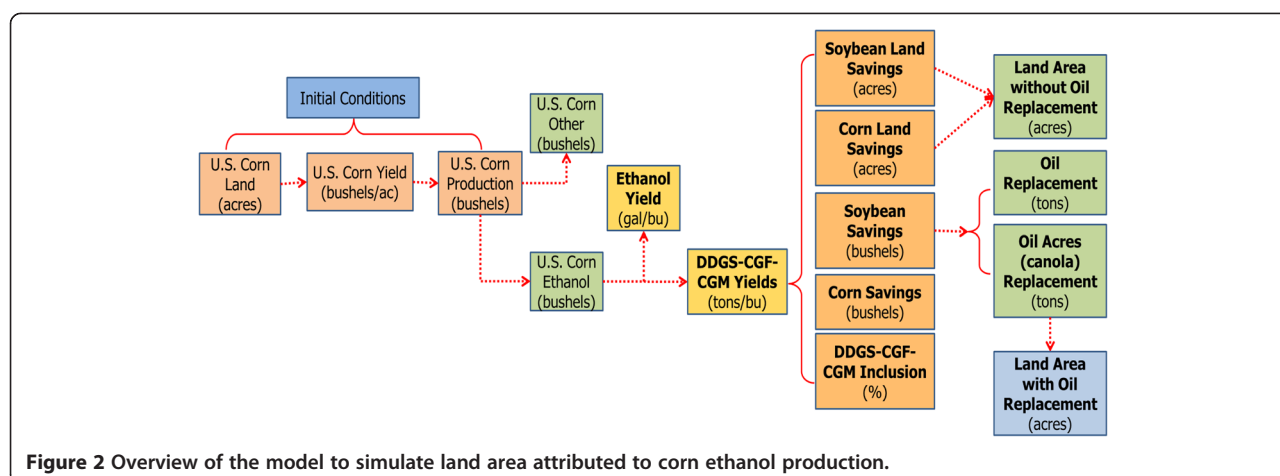 Initial Conditions
U.S. Corn
Land
(acres)
U.S. Corn Yield
(bushels/ac)
U.S. Corn
Production
(bushels)
U.S. Corn
Other
(bushels)
U.S. Corn
Ethanol
(bushels)
Ethanol
Yield
(gal/bu)
DDGS-CGF-
CGM Yields
(tons/bu)
Soybean Land
Savings
(acres)
Corn Land
Savings
(acres)
Soybean
Savings
(bushels)
Corn Savings
(bushels)
DDGS-CGF-
CGM Inclusion
(%)
Land Area
without Oil
Replacement
(acres)
Oil
Replacement
(tons)
Oil Acres
(canola)
Replacement
(tons)
Land Area
with Oil
Replacement
(acres)
Figure 2 Overview of the model to simulate land area attributed to corn ethanol production.